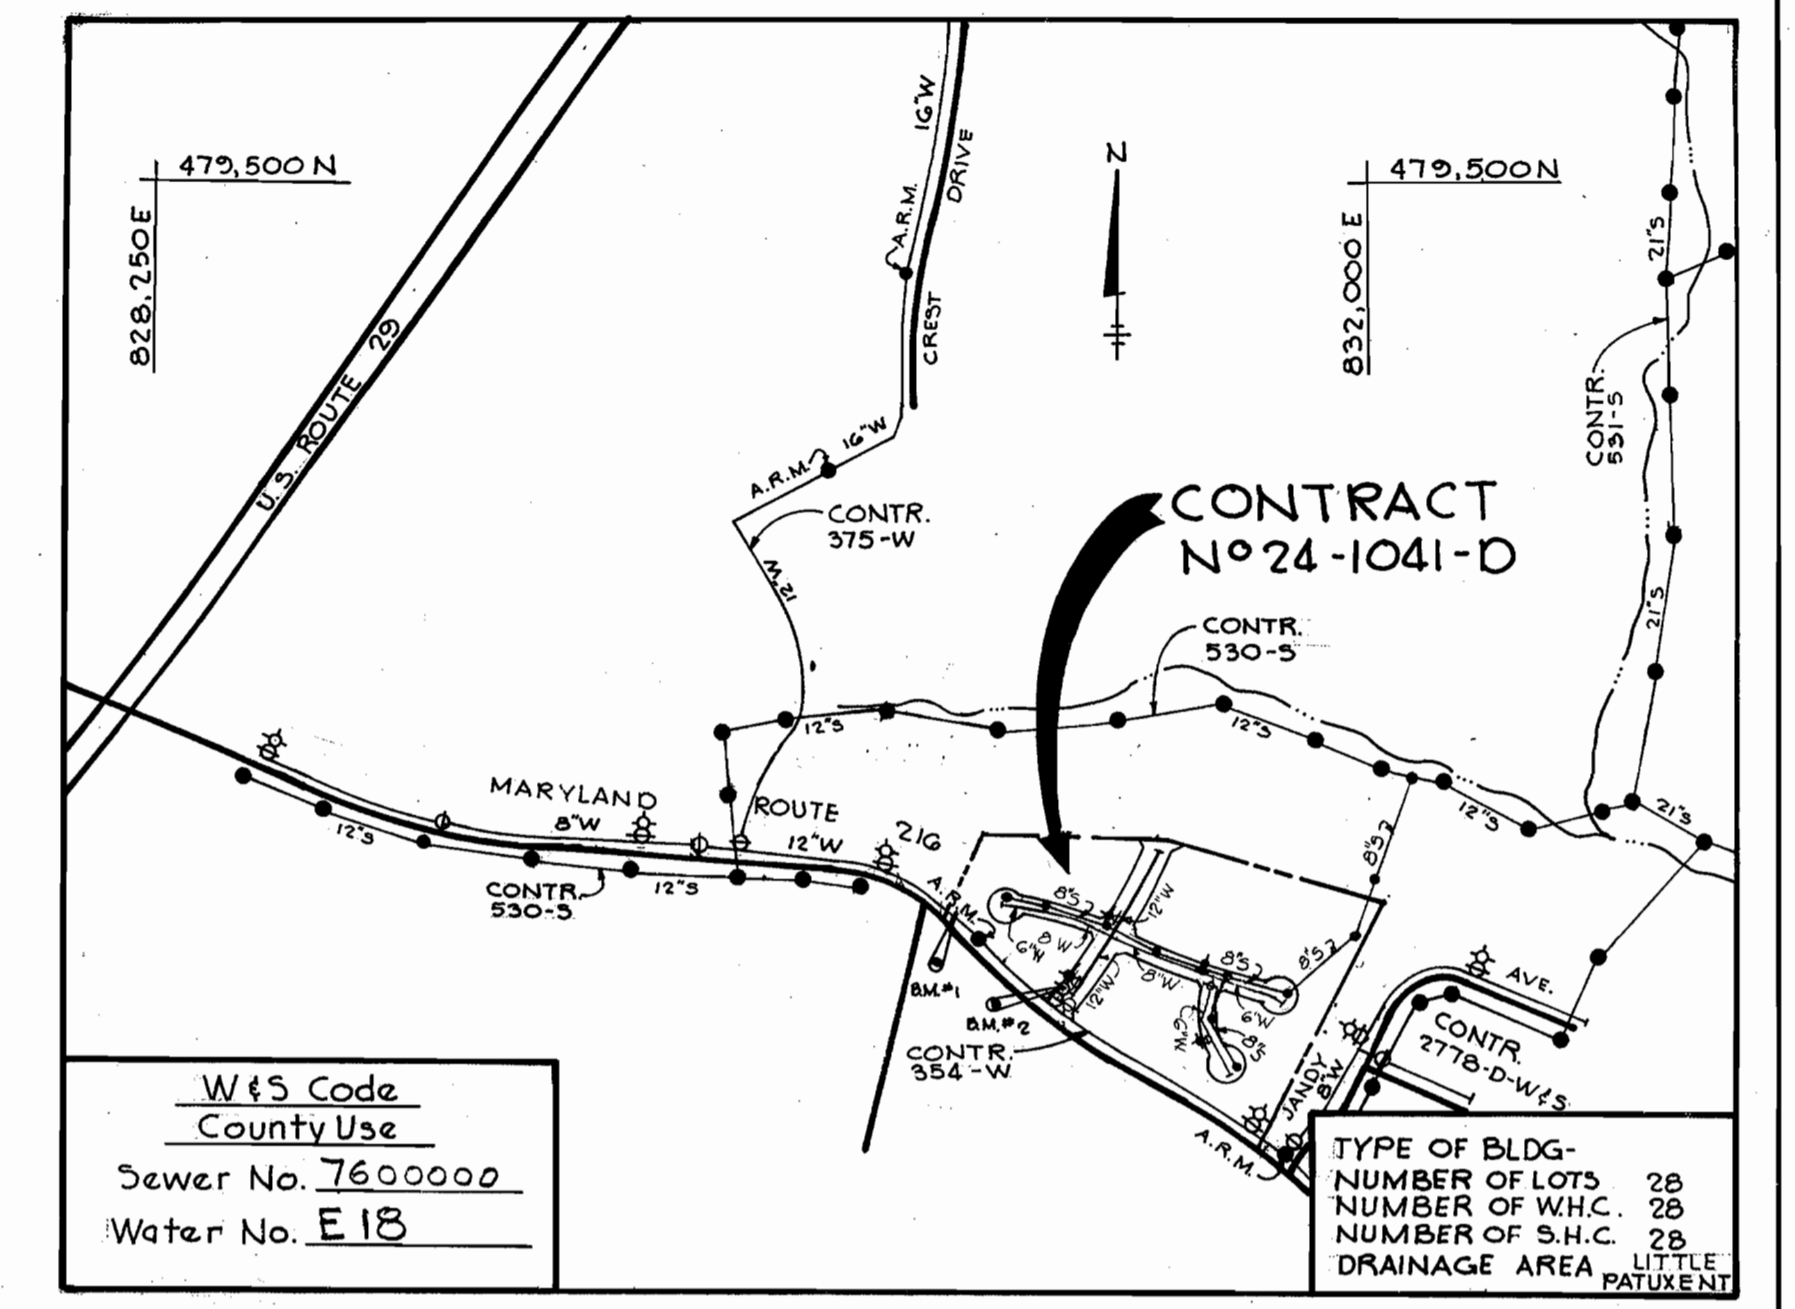 16"W
A.R.M.
CREST DRIVE
N
479,500 N
828,250 E
479,500 N
832,000 E
21"S
CONTR.
531-S
U.S. ROUTE 29
16"W
A.R.M.
CONTR.
375-W
12"W
CONTRACT
Nº 24-1041-D
CONTR.
530-S
21"S
12"S
12"S
12"S
21"S
MARYLAND ROUTE 216
8"W
12"W
12"S
12"S
CONTR.
530-S
A.R.M.
8"S
8"S
12"W
6"W
8"W
8"S
8"S
12"W
8"W
6"W
6"W
8"S
B.M.#1
B.M.#2
CONTR.
354-W
JANDY AVE.
8"W
CONTR.
2778-D-W&S
A.R.M.
W&S Code
County Use
Sewer No. 7600000
Water No. E18
TYPE OF BLDG-
NUMBER OF LOTS 28
NUMBER OF W.H.C. 28
NUMBER OF S.H.C. 28
DRAINAGE AREA LITTLE
PATUXENT